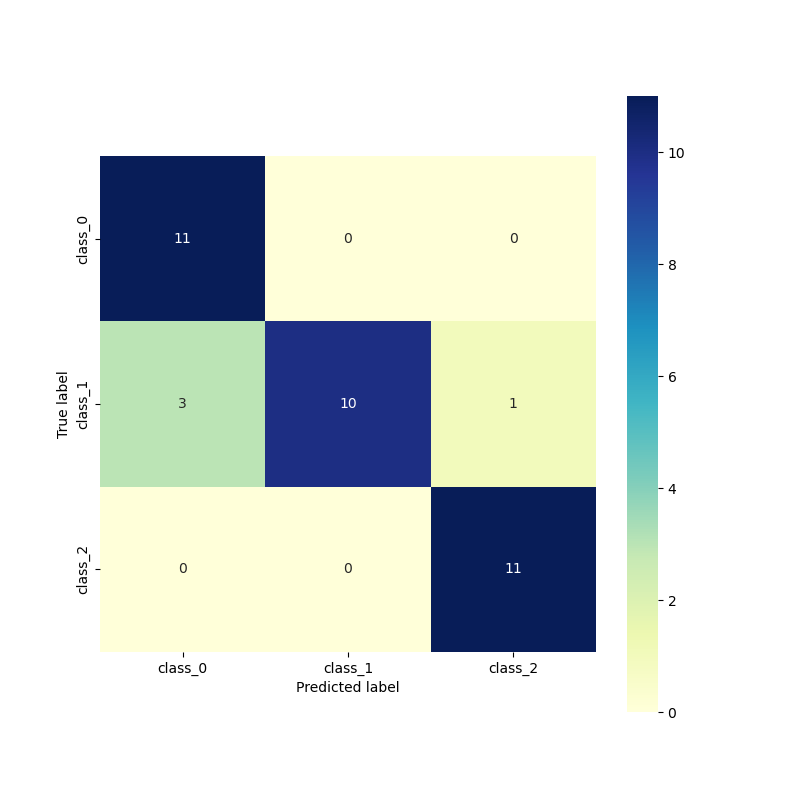 10
class_0
11 0 0
8
True label
class_1
3 10 1
6
4
class_2
0 0 11
2
class_0 class_1 class_2
Predicted label
0